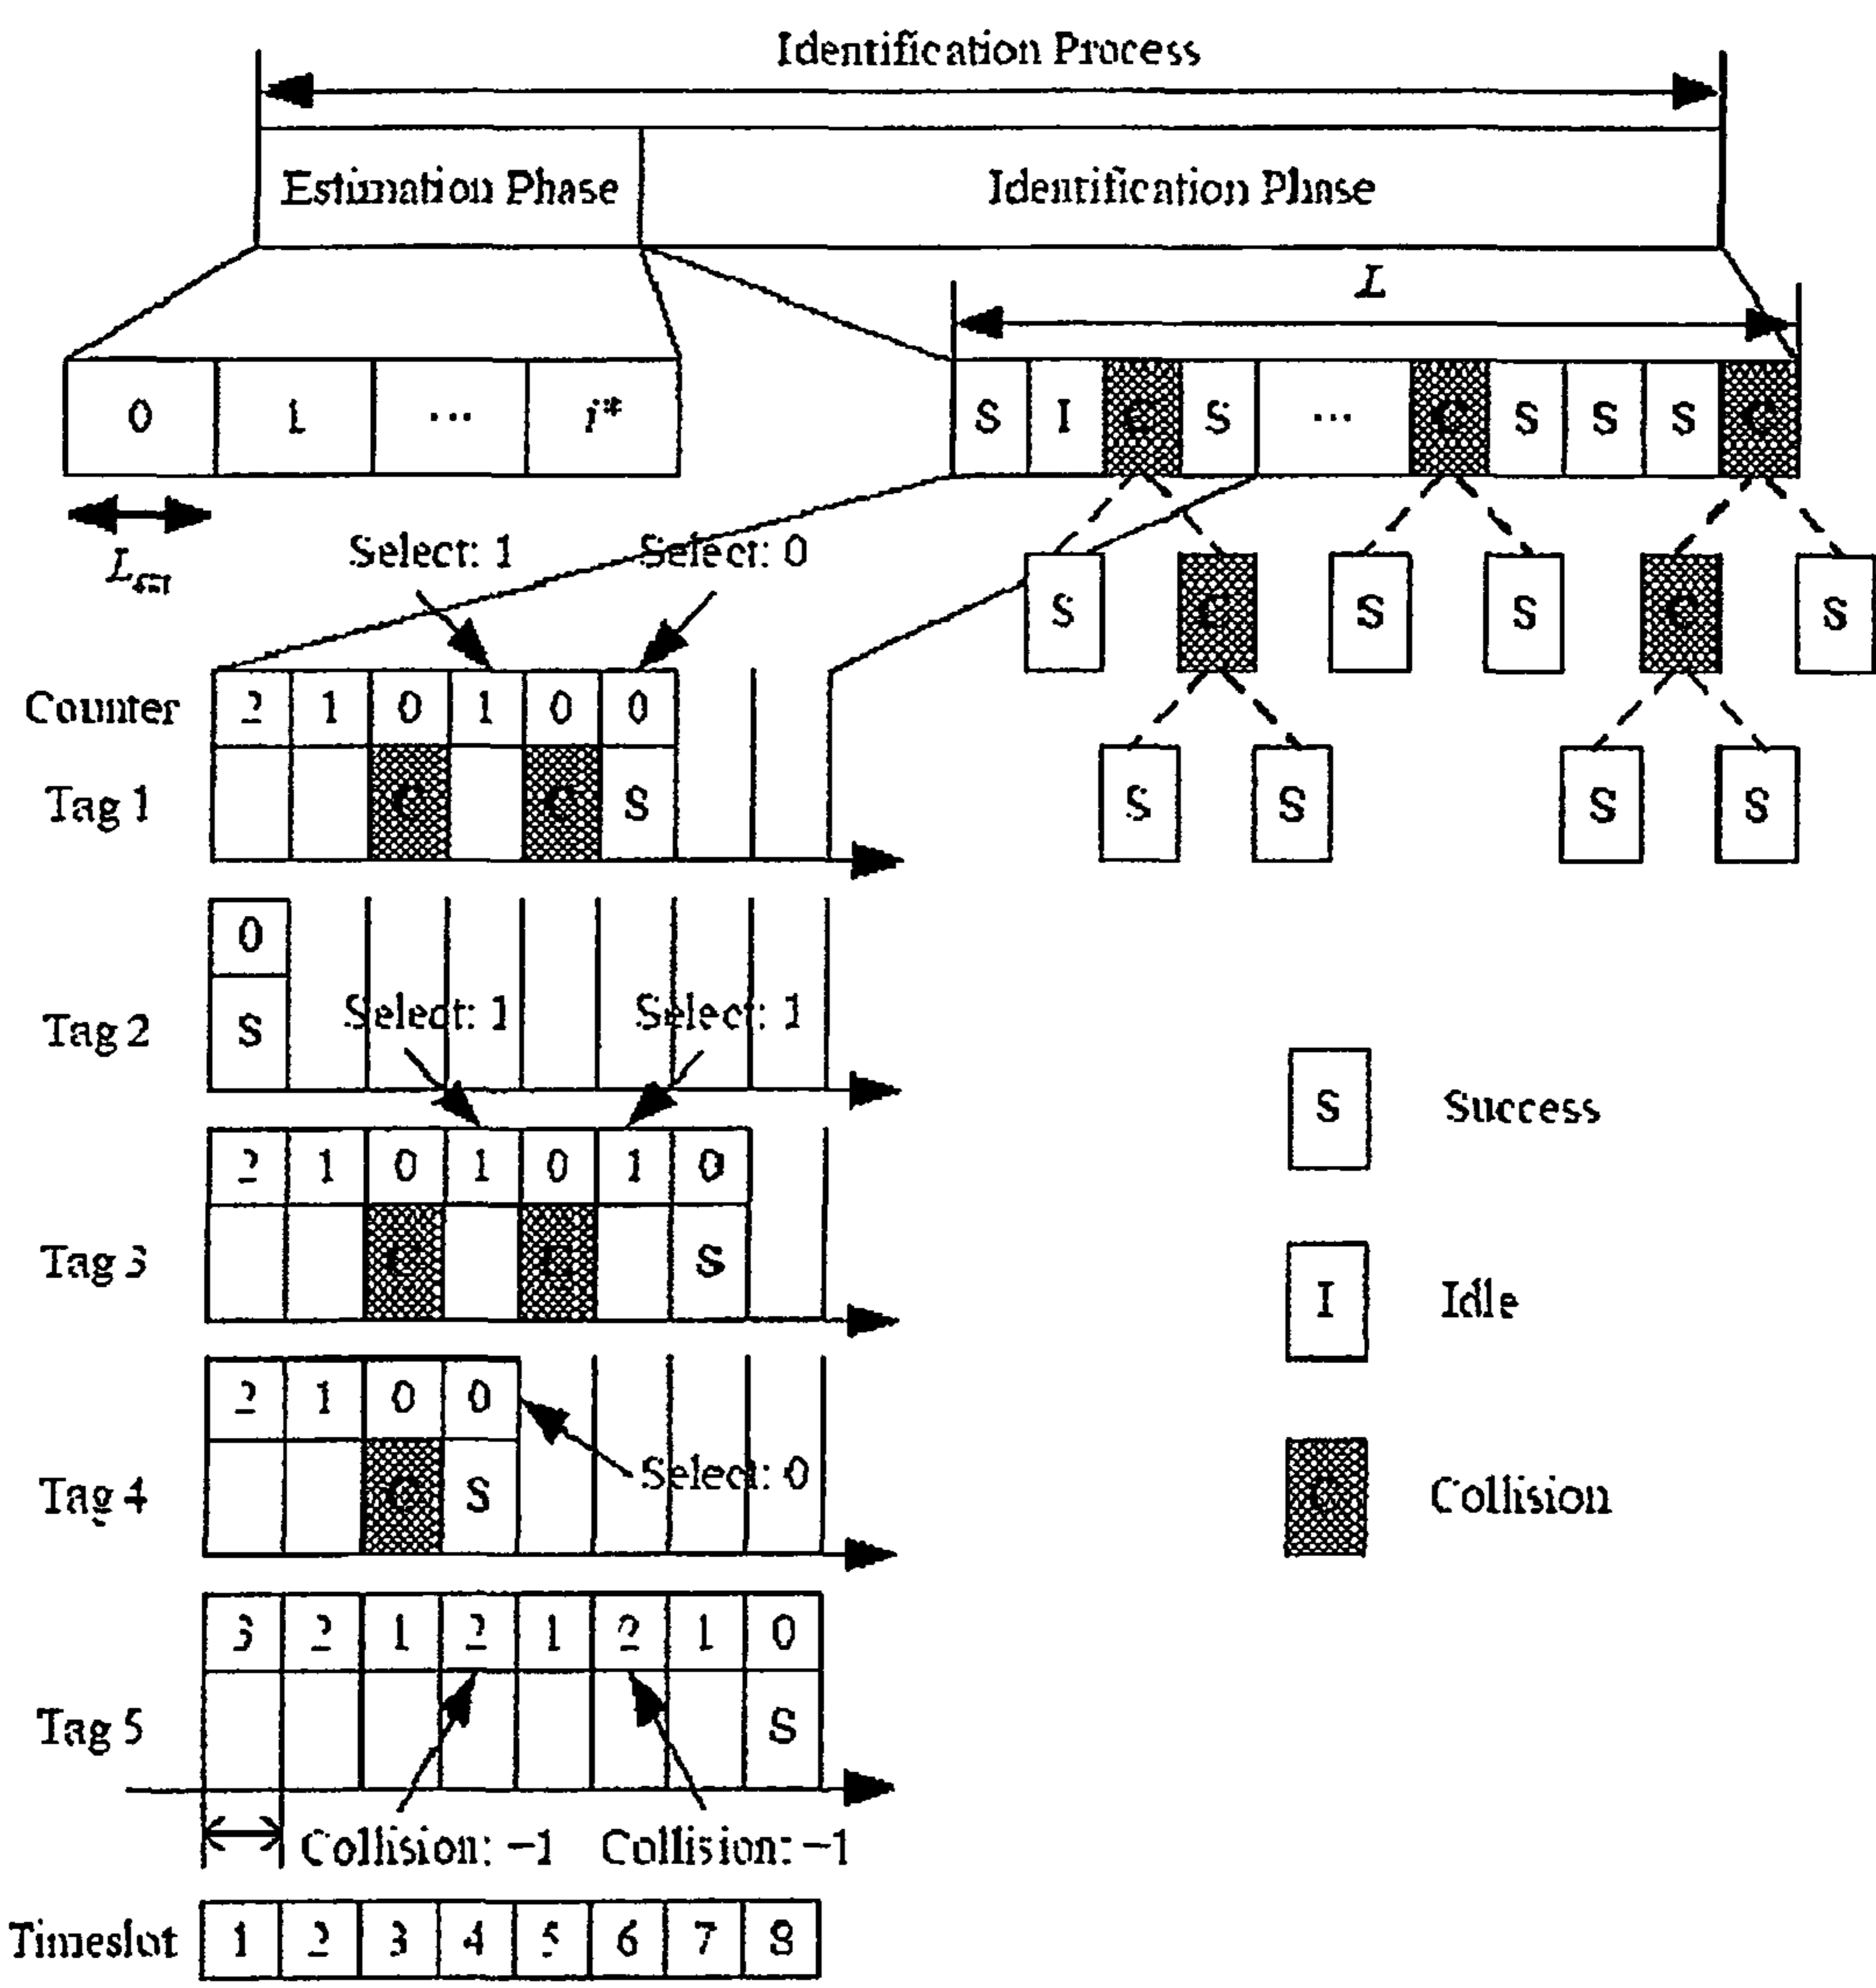 Identification Process
Estimation Phase Identification Phase
L
0 1 ... i* S I C S ... C S S S C
Select: 1 Select: 0
S C S S C S
Counter 2 1 0 1 0 0
Tag 1 C C S
S S S S
0
Tag 2 S
Select: 1 Select: 1
2 1 0 1 0 1 0
Tag 3 C C S
2 1 0 0
Tag 4 C S
Select: 0
3 2 1 2 1 2 1 0
Tag 5 S
Collision: −1 Collision: −1
Timeslot 1 2 3 4 5 6 7 8
S Success
I Idle
C Collision